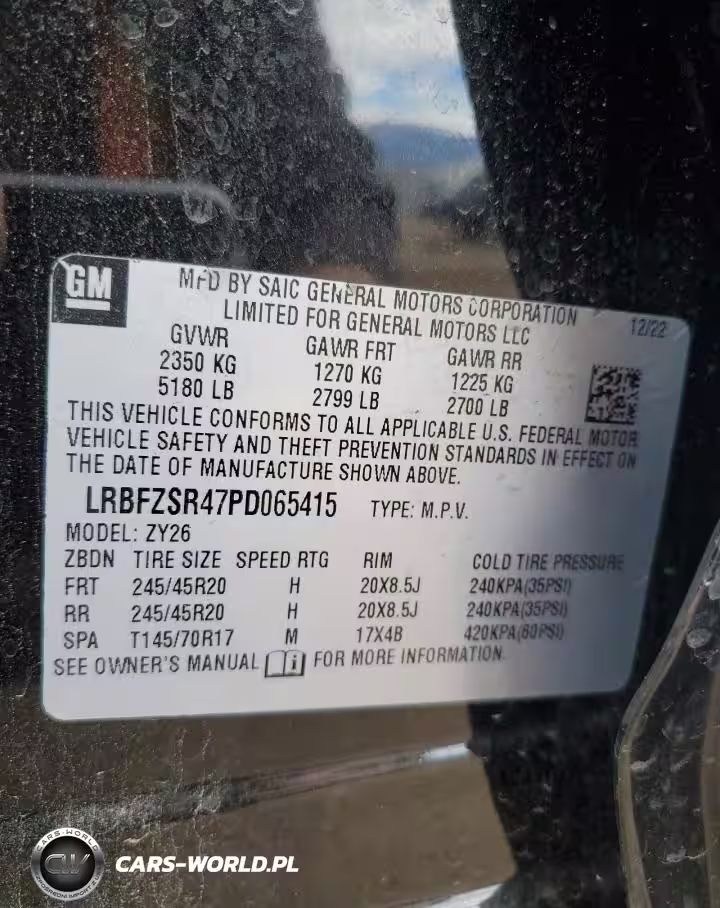 GM
MFD BY SAIC GENERAL MOTORS CORPORATION
LIMITED FOR GENERAL MOTORS LLC
12/22
GVWR GAWR FRT GAWR RR
2350 KG 1270 KG 1225 KG
5180 LB 2799 LB 2700 LB
THIS VEHICLE CONFORMS TO ALL APPLICABLE U.S. FEDERAL MOTOR
VEHICLE SAFETY AND THEFT PREVENTION STANDARDS IN EFFECT ON
THE DATE OF MANUFACTURE SHOWN ABOVE.
LRBFZSR47PD065415 TYPE: M.P.V.
MODEL: ZY26
ZBDN TIRE SIZE SPEED RTG RIM COLD TIRE PRESSURE
FRT 245/45R20 H 20X8.5J 240KPA(35PSI)
RR 245/45R20 H 20X8.5J 240KPA(35PSI)
SPA T145/70R17 M 17X4B 420KPA(60PSI)
SEE OWNER'S MANUAL i FOR MORE INFORMATION.
CARS-WORLD
CW
CARS-WORLD.PL